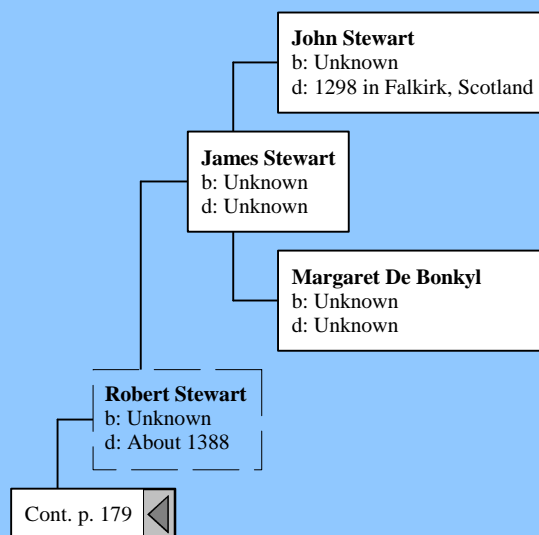 John Stewart
b: Unknown
d: 1298 in Falkirk, Scotland
James Stewart
b: Unknown
d: Unknown
Margaret De Bonkyl
b: Unknown
d: Unknown
Robert Stewart
b: Unknown
d: About 1388
Cont. p. 179